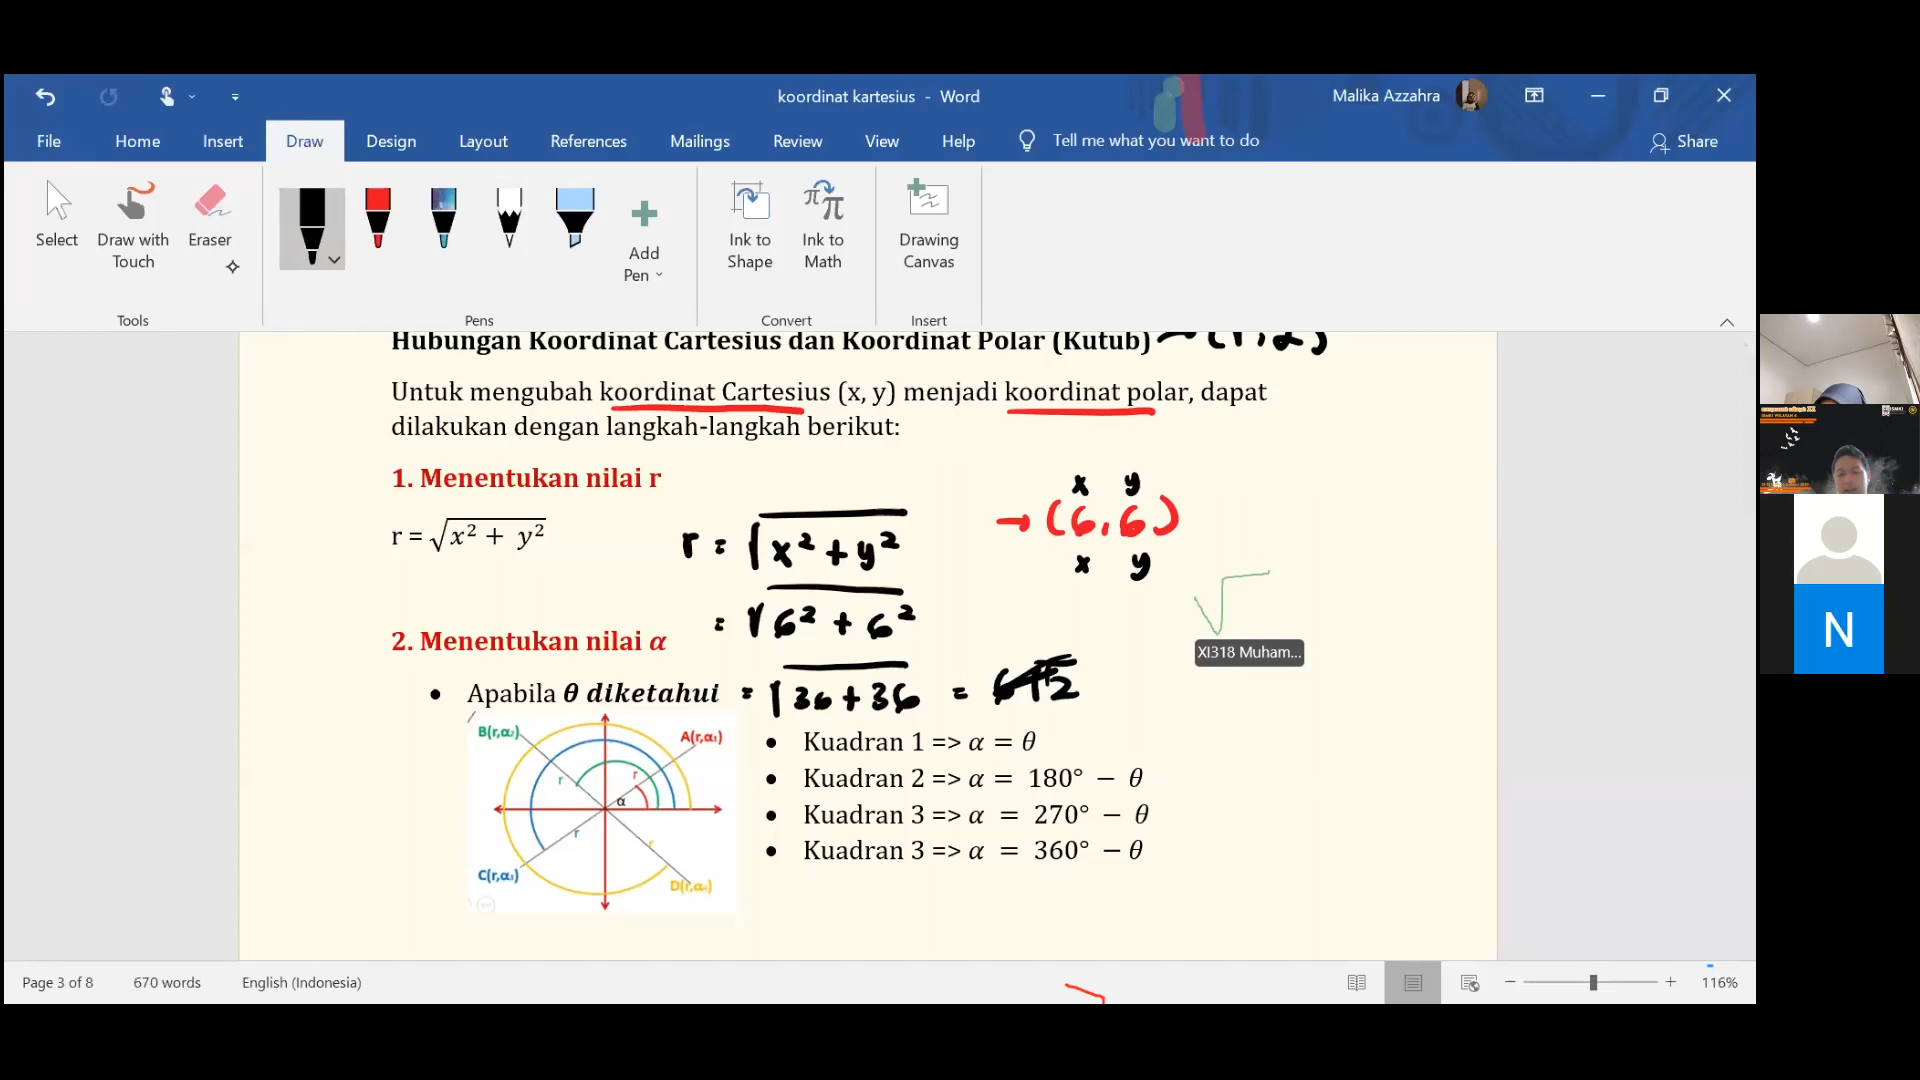 koordinat kartesius - Word
Malika Azzahra
File Home Insert Draw Design Layout References Mailings Review View Help Tell me what you want to do Share
Select
Draw with Touch
Eraser
Add Pen
Ink to Shape
Ink to Math
Drawing Canvas
Tools Pens Convert Insert
Hubungan Koordinat Cartesius dan Koordinat Polar (Kutub)
Untuk mengubah koordinat Cartesius (x, y) menjadi koordinat polar, dapat
dilakukan dengan langkah-langkah berikut:
1. Menentukan nilai r
x y
→ (6,6)
x y
r = √x² + y²
r = √x² + y²
= √6² + 6²
XI318 Muham...
2. Menentukan nilai α
• Apabila θ diketahui
= √36+36 = 6√2
B(r,α₂)
A(r,α₁)
r
r
α
r
r
C(r,α₃)
D(r,α₄)
• Kuadran 1 => α = θ
• Kuadran 2 => α = 180° − θ
• Kuadran 3 => α = 270° − θ
• Kuadran 3 => α = 360° − θ
N
Page 3 of 8 670 words English (Indonesia) 116%